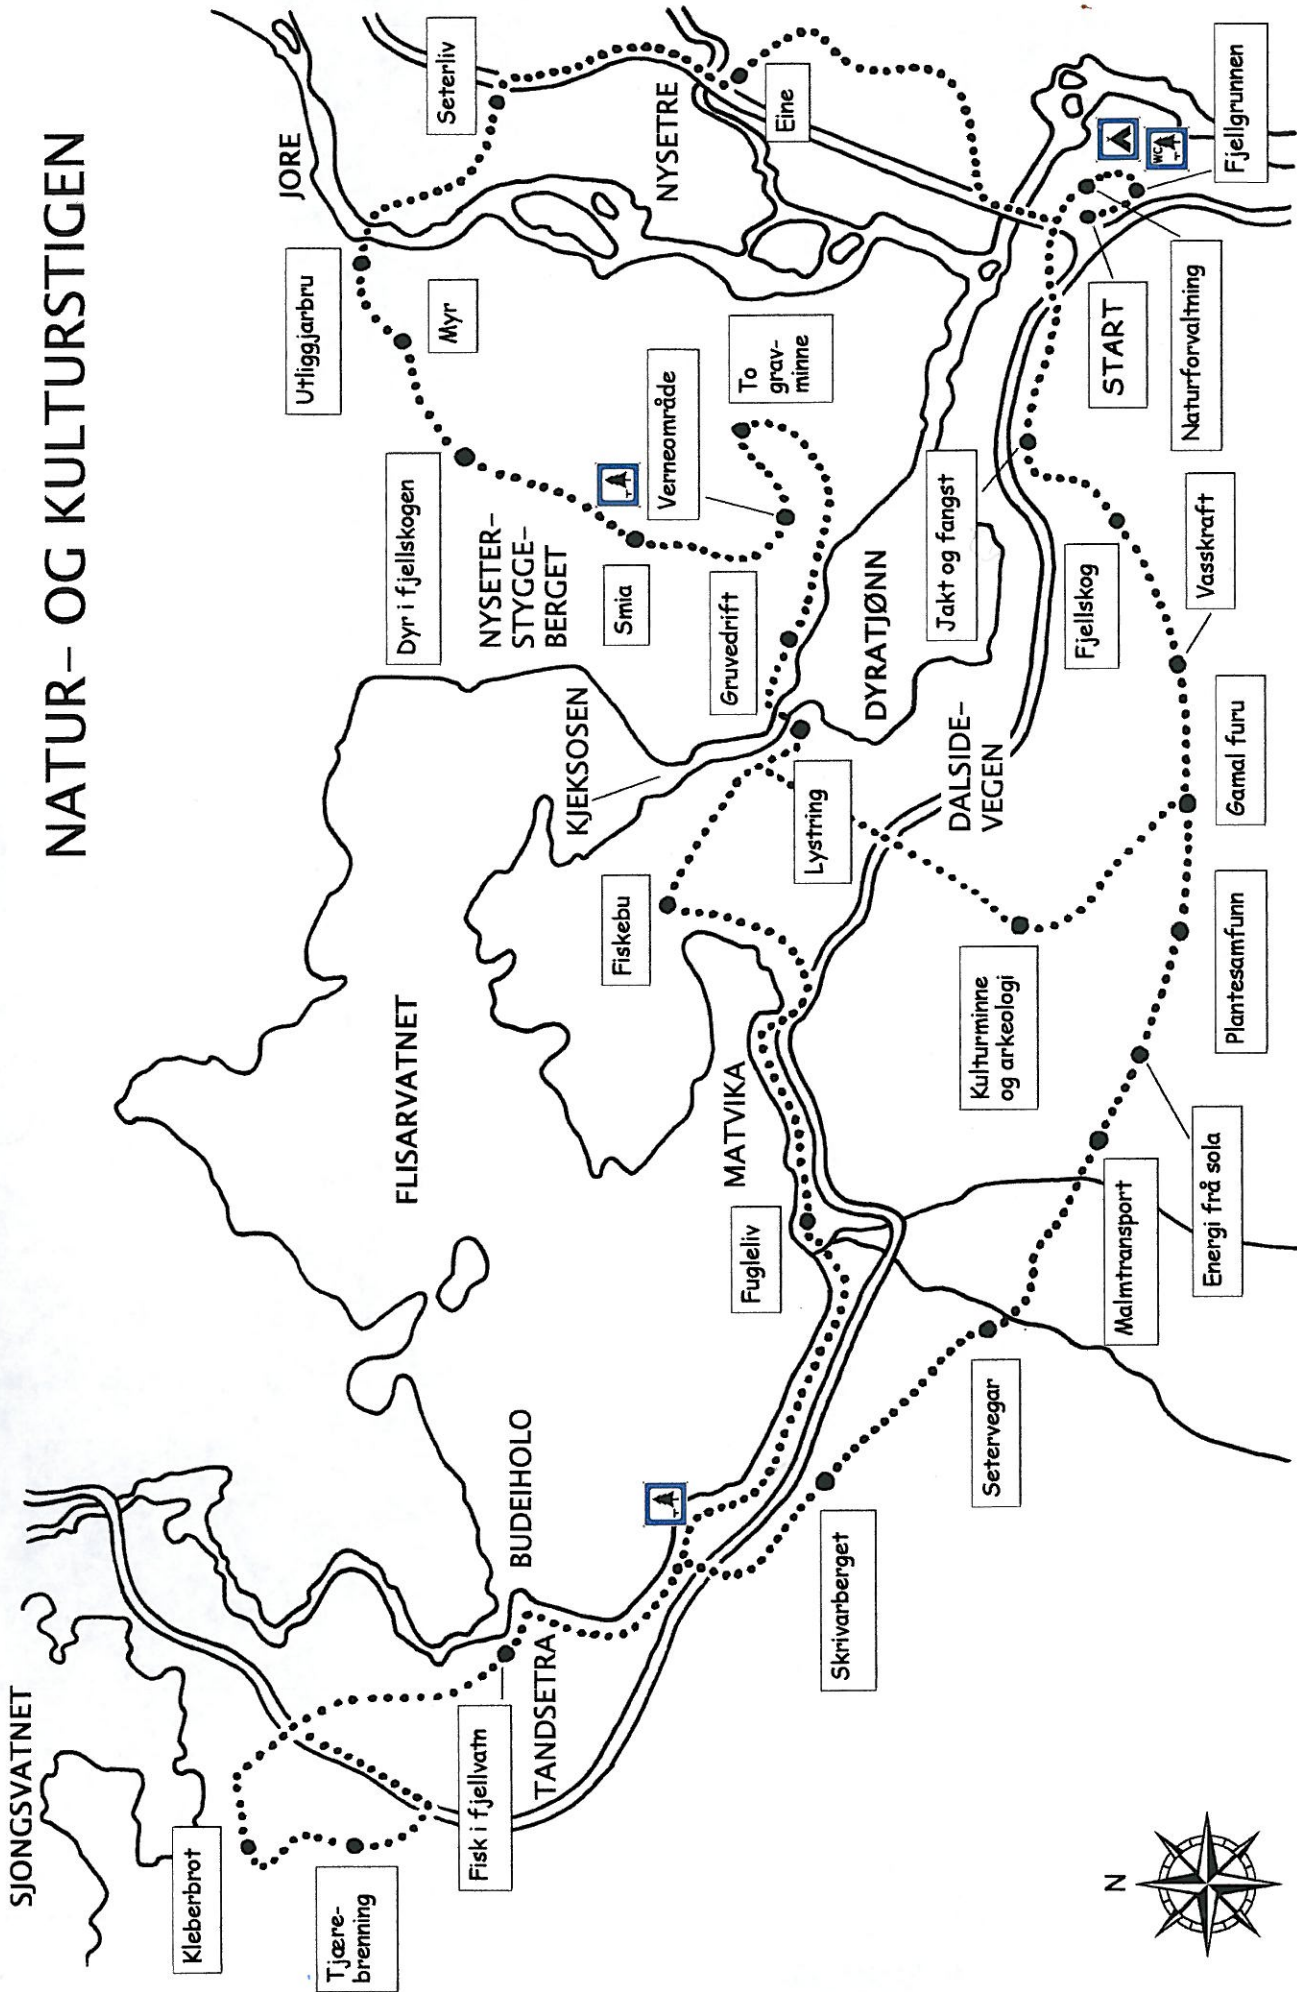 NATUR– OG KULTURSTIGEN
SJONGSVATNET
JORE
Kleberbrot
Utliggjarbru
Seterliv
Tjære-
brenning
Myr
FLISARVATNET
Dyr i fjellskogen
Fisk i fjellvatn
TANDSETRA
BUDEIHOLO
NYSETER–
STYGGE–
BERGET
KJEKSOSEN
Smia
Fiskebu
Verneområde
NYSETRE
Eine
Gruvedrift
To
grav-
minne
MATVIKA
Fugleliv
Lystring
DYRATJØNN
Skrivarberget
DALSIDE–
VEGEN
Jakt og fangst
Setervegar
Kulturminne
og arkeologi
Fjellskog
START
WC
Malmtransport
Naturforvaltning
Energi frå sola
Plantesamfunn
Gamal furu
Vasskraft
Fjellgrunnen
N